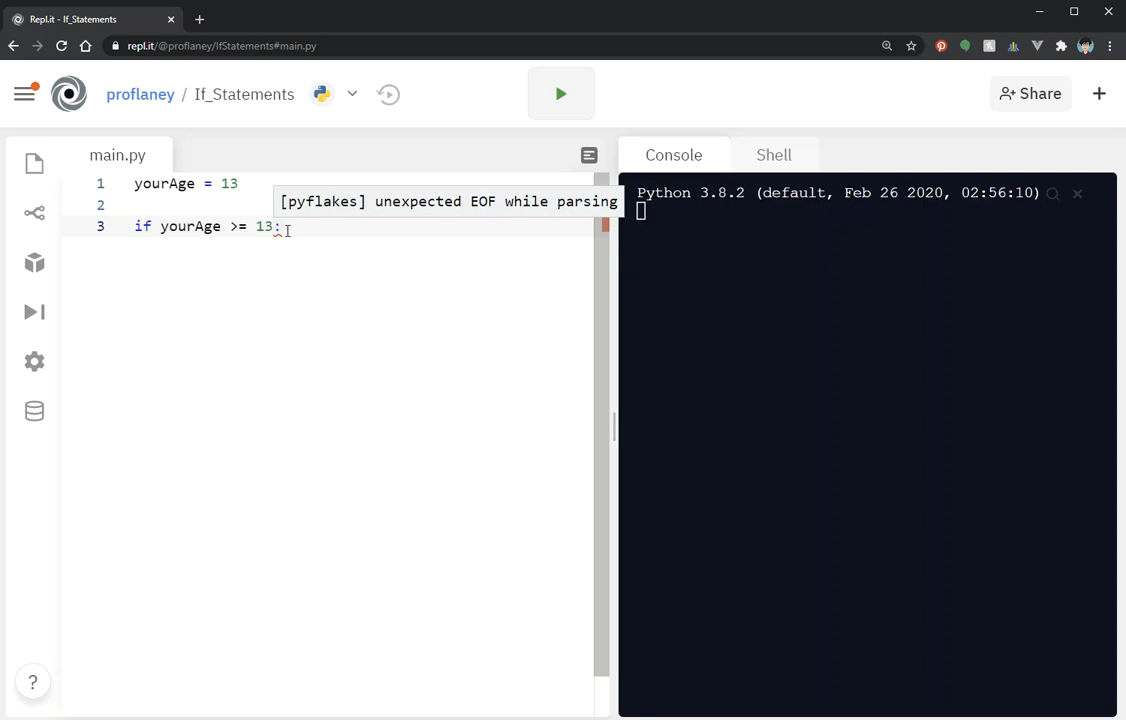 Repl.it - If_Statements
repl.it/@proflaney/IfStatements#main.py
proflaney / If_Statements
Share
main.py
Console
Shell
1 yourAge = 13
2
3 if yourAge >= 13:
[pyflakes] unexpected EOF while parsing
Python 3.8.2 (default, Feb 26 2020, 02:56:10)
?